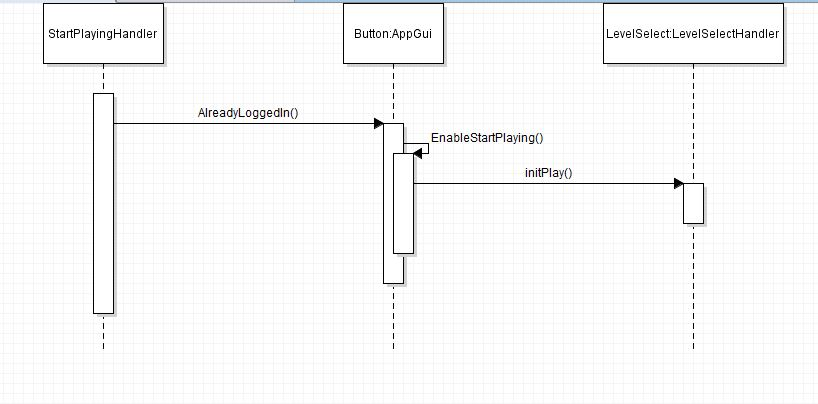 StartPlayingHandler
Button:AppGui
LevelSelect:LevelSelectHandler
AlreadyLoggedIn()
EnableStartPlaying()
initPlay()